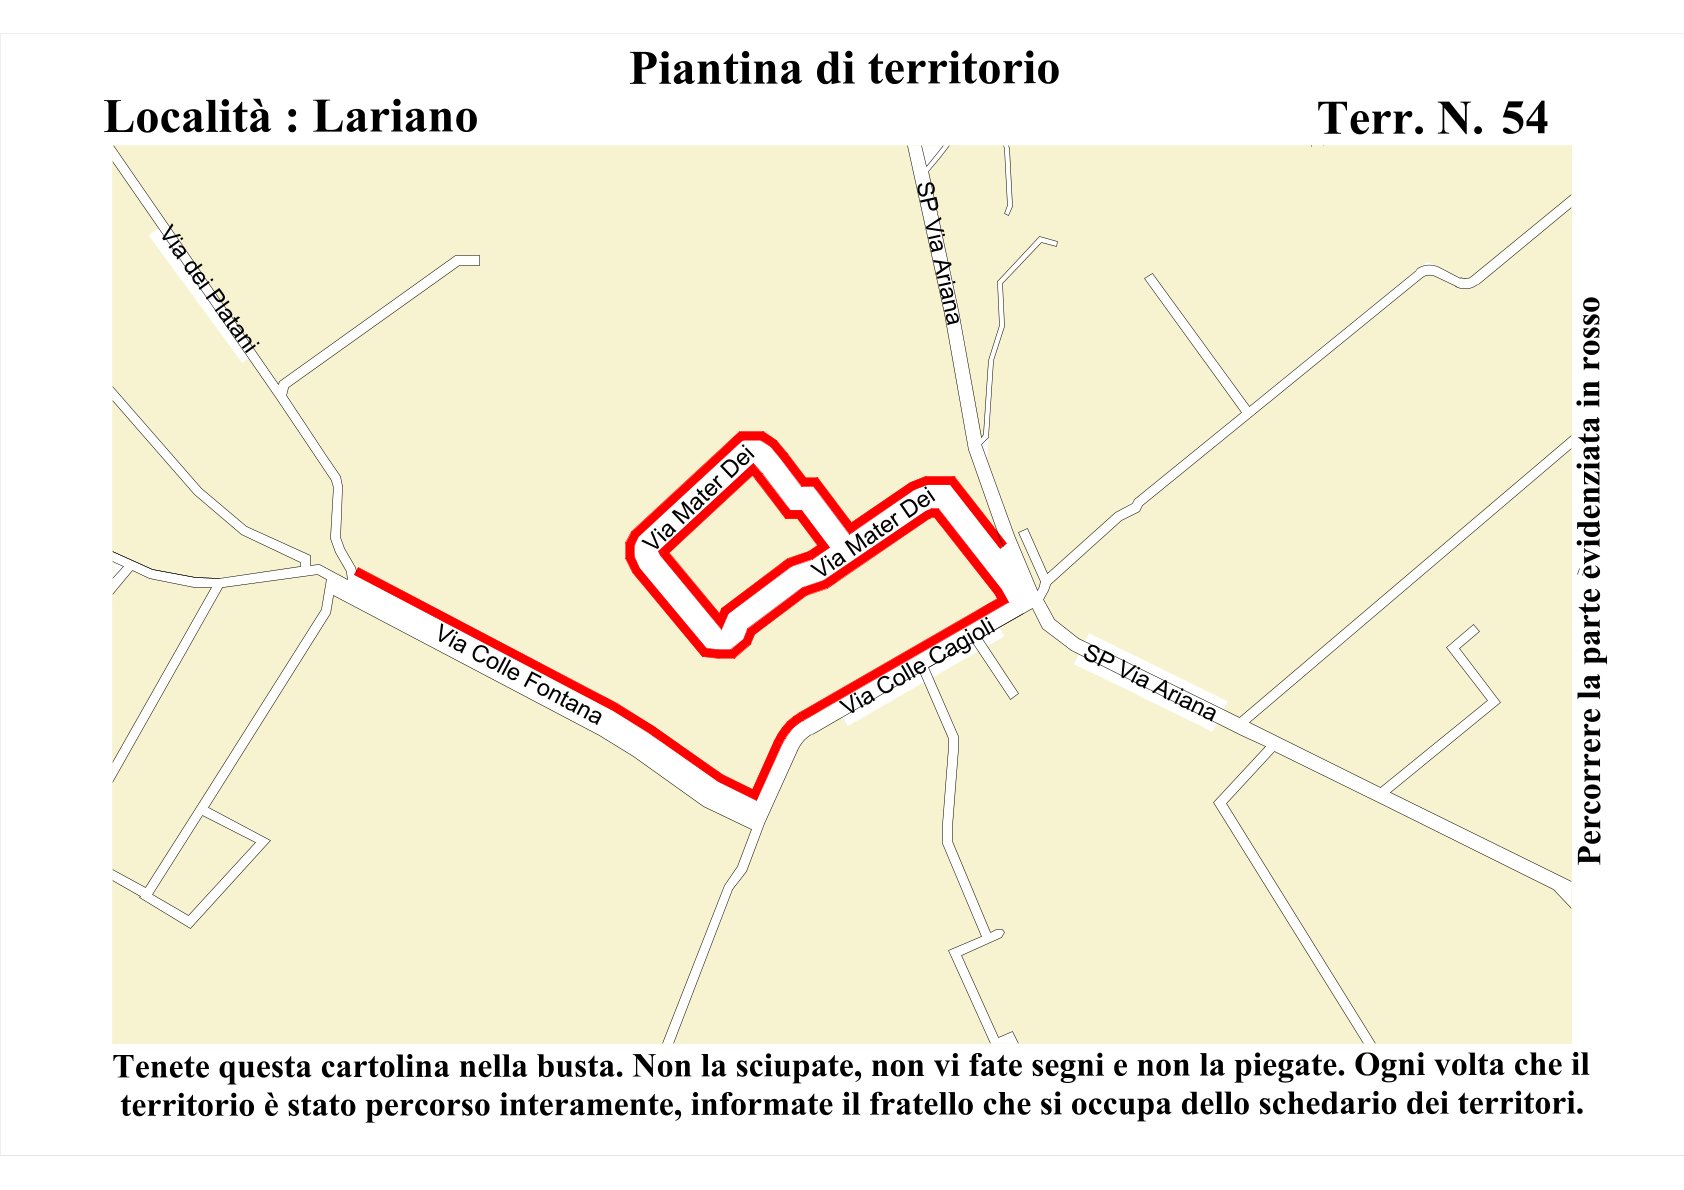 Piantina di territorio
Località : Lariano
Terr. N. 54
Via dei Platani
SP Via Ariana
Via Mater Dei
Via Mater Dei
Via Colle Fontana
Via Colle Cagioli
SP Via Ariana
Percorrere la parte evidenziata in rosso
Tenete questa cartolina nella busta. Non la sciupate, non vi fate segni e non la piegate. Ogni volta che il
territorio è stato percorso interamente, informate il fratello che si occupa dello schedario dei territori.